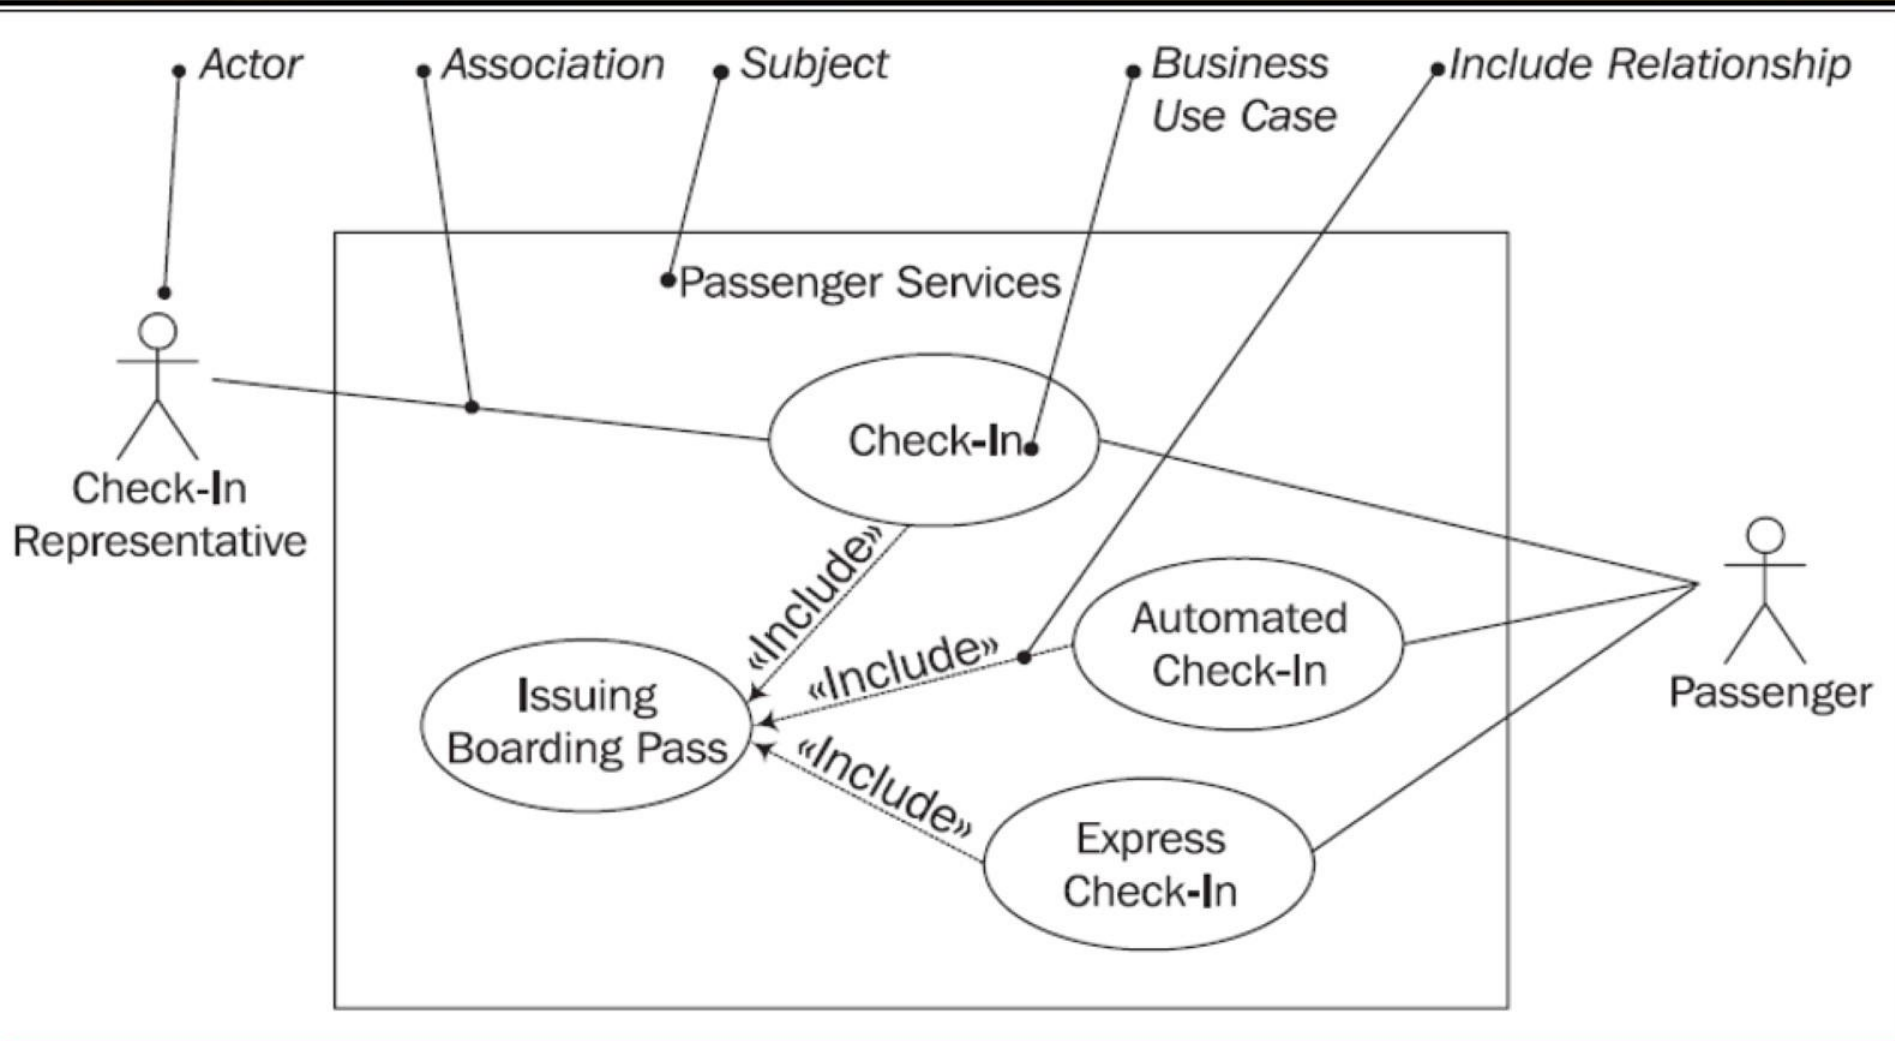 Actor
Association
Subject
Business
Use Case
Include Relationship
Passenger Services
Check-In
Representative
Check-In
«Include»
«Include»
«Include»
Automated
Check-In
Passenger
Issuing
Boarding Pass
Express
Check-In